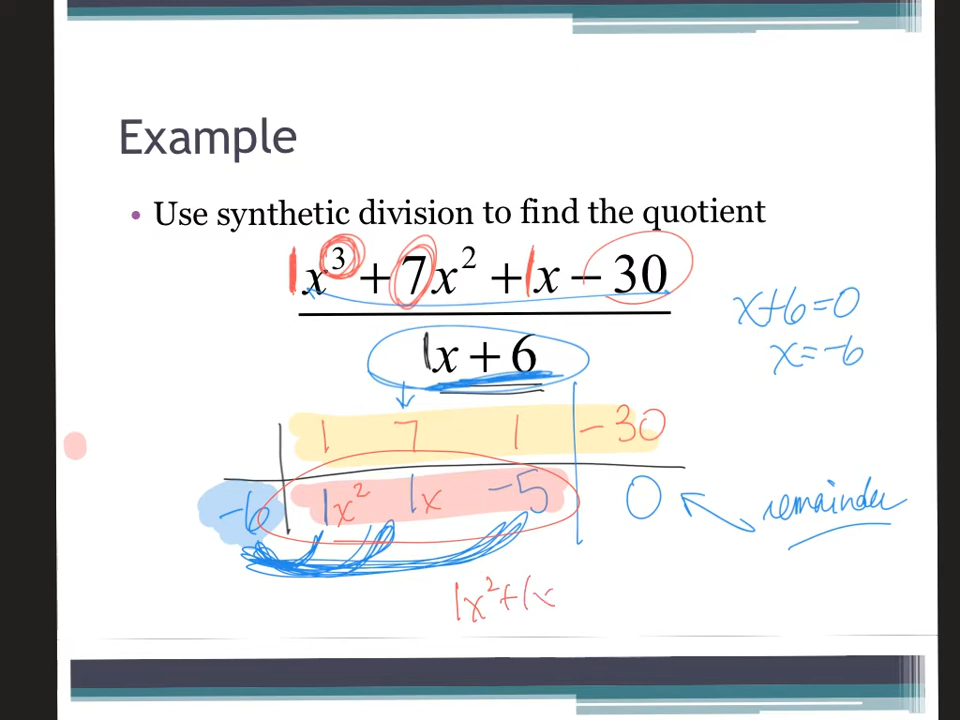 Example
• Use synthetic division to find the quotient
1x³ + 7x² + 1x − 30
1x + 6
x+6=0
x=-6
1 7 1 -30
-6 1x² 1x -5 0 remainder
1x²+1x